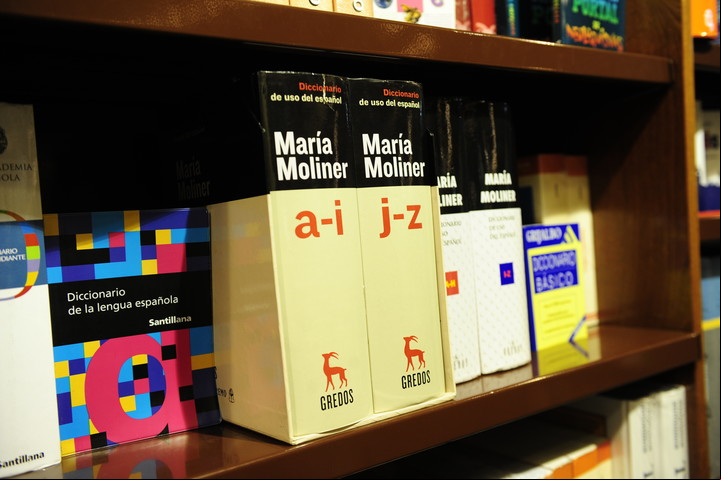 Diccionario
de la lengua española
Santillana
Santillana
Diccionario
de uso del español
María
Moliner
a-i
GREDOS
Diccionario
de uso del español
María
Moliner
j-z
GREDOS
MARÍA
MOLINER
GRIJALBO
DICCIONARIO
BÁSICO